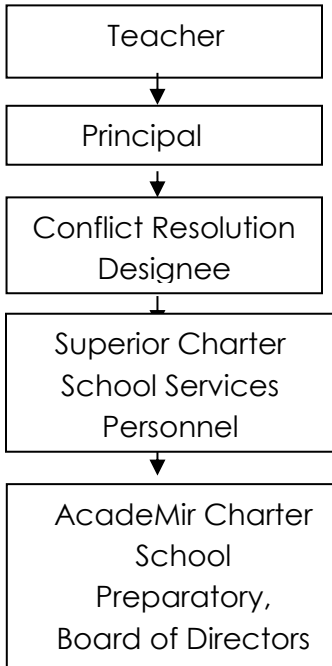 Teacher
Principal
Conflict Resolution
Designee
Superior Charter
School Services
Personnel
AcadeMir Charter
School
Preparatory,
Board of Directors